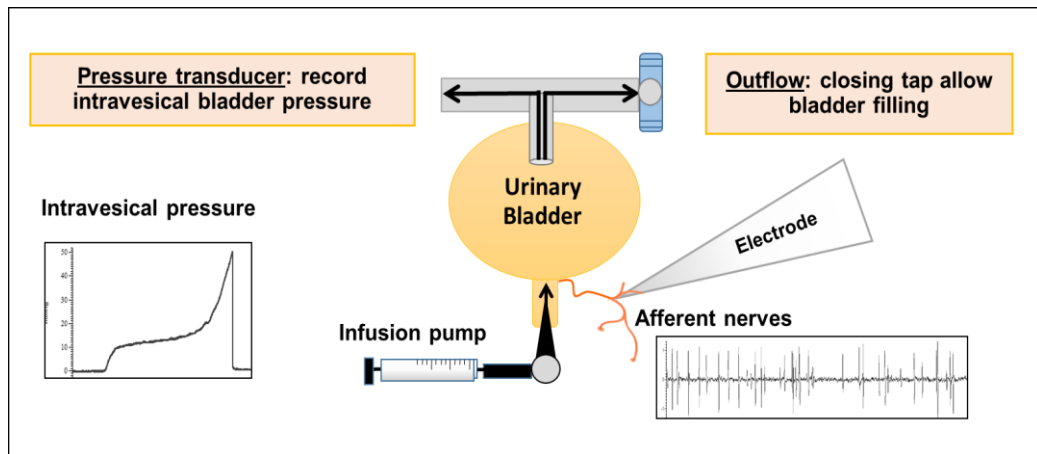 Pressure transducer: record
intravesical bladder pressure
Outflow: closing tap allow
bladder filling
Urinary
Bladder
Intravesical pressure
Electrode
50
40
30
20
10
0
Infusion pump
Afferent nerves